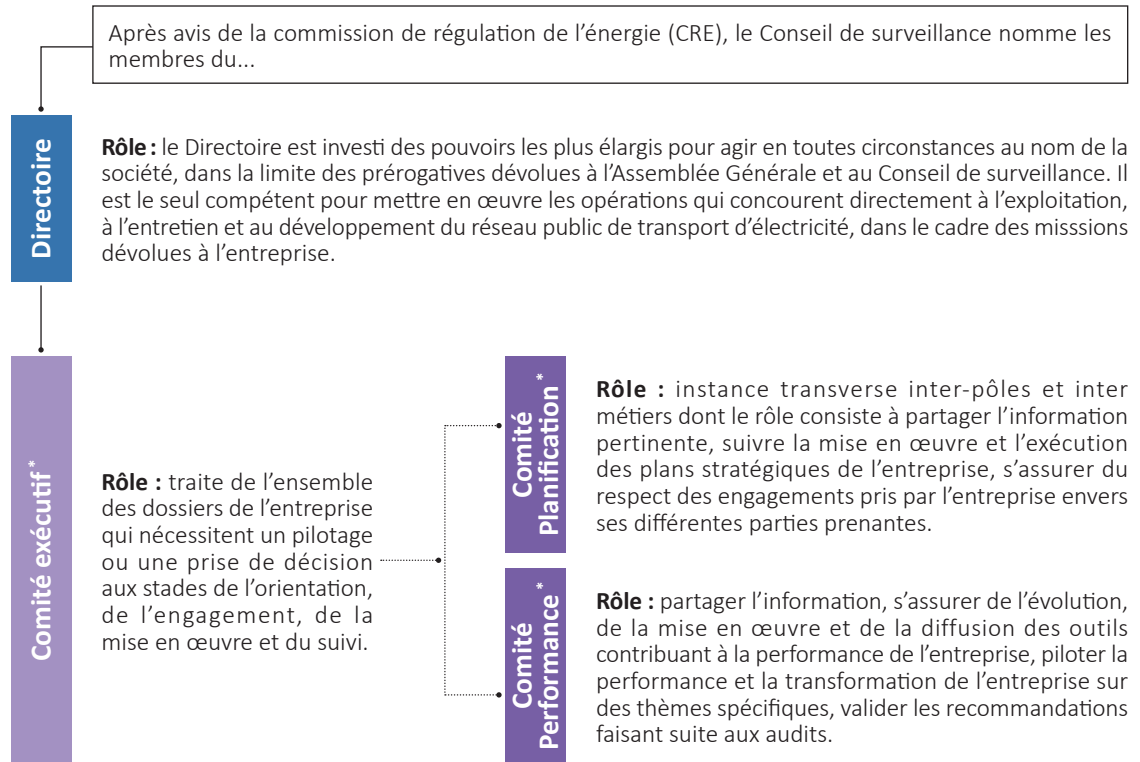 Après avis de la commission de régulation de l’énergie (CRE), le Conseil de surveillance nomme les
membres du...
Directoire
Rôle : le Directoire est investi des pouvoirs les plus élargis pour agir en toutes circonstances au nom de la
société, dans la limite des prérogatives dévolues à l’Assemblée Générale et au Conseil de surveillance. Il
est le seul compétent pour mettre en œuvre les opérations qui concourent directement à l’exploitation,
à l’entretien et au développement du réseau public de transport d’électricité, dans le cadre des misssions
dévolues à l’entreprise.
Comité exécutif*
Rôle : traite de l’ensemble
des dossiers de l’entreprise
qui nécessitent un pilotage
ou une prise de décision
aux stades de l’orientation,
de l’engagement, de la
mise en œuvre et du suivi.
Comité
Planification*
Rôle : instance transverse inter-pôles et inter
métiers dont le rôle consiste à partager l’information
pertinente, suivre la mise en œuvre et l’exécution
des plans stratégiques de l’entreprise, s’assurer du
respect des engagements pris par l’entreprise envers
ses différentes parties prenantes.
Comité
Performance*
Rôle : partager l’information, s’assurer de l’évolution,
de la mise en œuvre et de la diffusion des outils
contribuant à la performance de l’entreprise, piloter la
performance et la transformation de l’entreprise sur
des thèmes spécifiques, valider les recommandations
faisant suite aux audits.